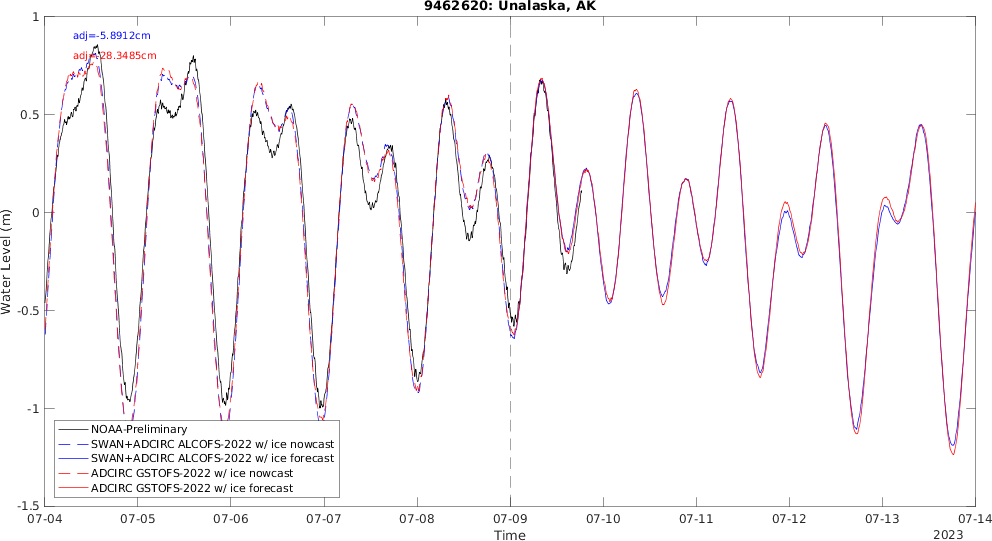 9462620: Unalaska, AK
adj=-5.8912cm
adj=-28.3485cm
Water Level (m)
1
0.5
0
-0.5
-1
-1.5
NOAA-Preliminary
SWAN+ADCIRC ALCOFS-2022 w/ ice nowcast
SWAN+ADCIRC ALCOFS-2022 w/ ice forecast
ADCIRC GSTOFS-2022 w/ ice nowcast
ADCIRC GSTOFS-2022 w/ ice forecast
07-04 07-05 07-06 07-07 07-08 07-09 07-10 07-11 07-12 07-13 07-14
Time
2023